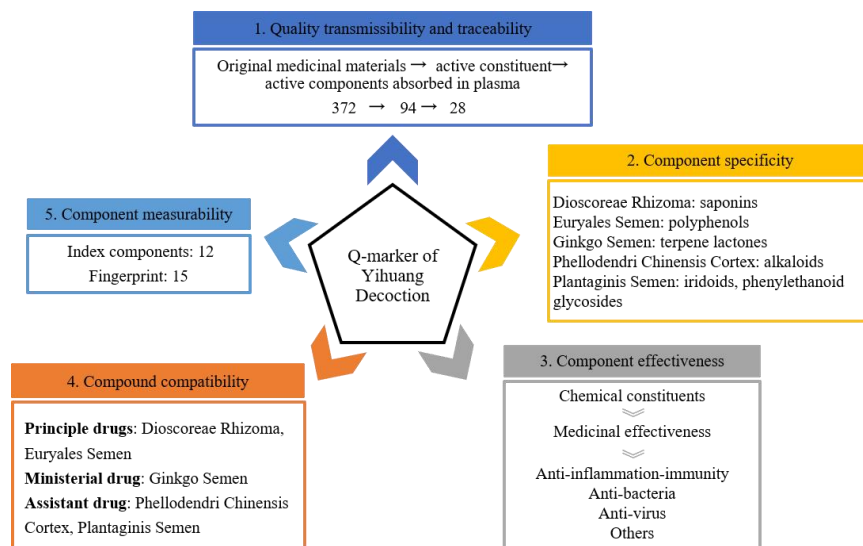 1. Quality transmissibility and traceability
Original medicinal materials → active constituent→
active components absorbed in plasma
372 → 94 → 28
2. Component specificity
Dioscoreae Rhizoma: saponins
Euryales Semen: polyphenols
Ginkgo Semen: terpene lactones
Phellodendri Chinensis Cortex: alkaloids
Plantaginis Semen: iridoids, phenylethanoid
glycosides
5. Component measurability
Index components: 12
Fingerprint: 15
Q-marker of
Yihuang
Decoction
3. Component effectiveness
Chemical constituents
Medicinal effectiveness
Anti-inflammation-immunity
Anti-bacteria
Anti-virus
Others
4. Compound compatibility
Principle drugs: Dioscoreae Rhizoma,
Euryales Semen
Ministerial drug: Ginkgo Semen
Assistant drug: Phellodendri Chinensis
Cortex, Plantaginis Semen